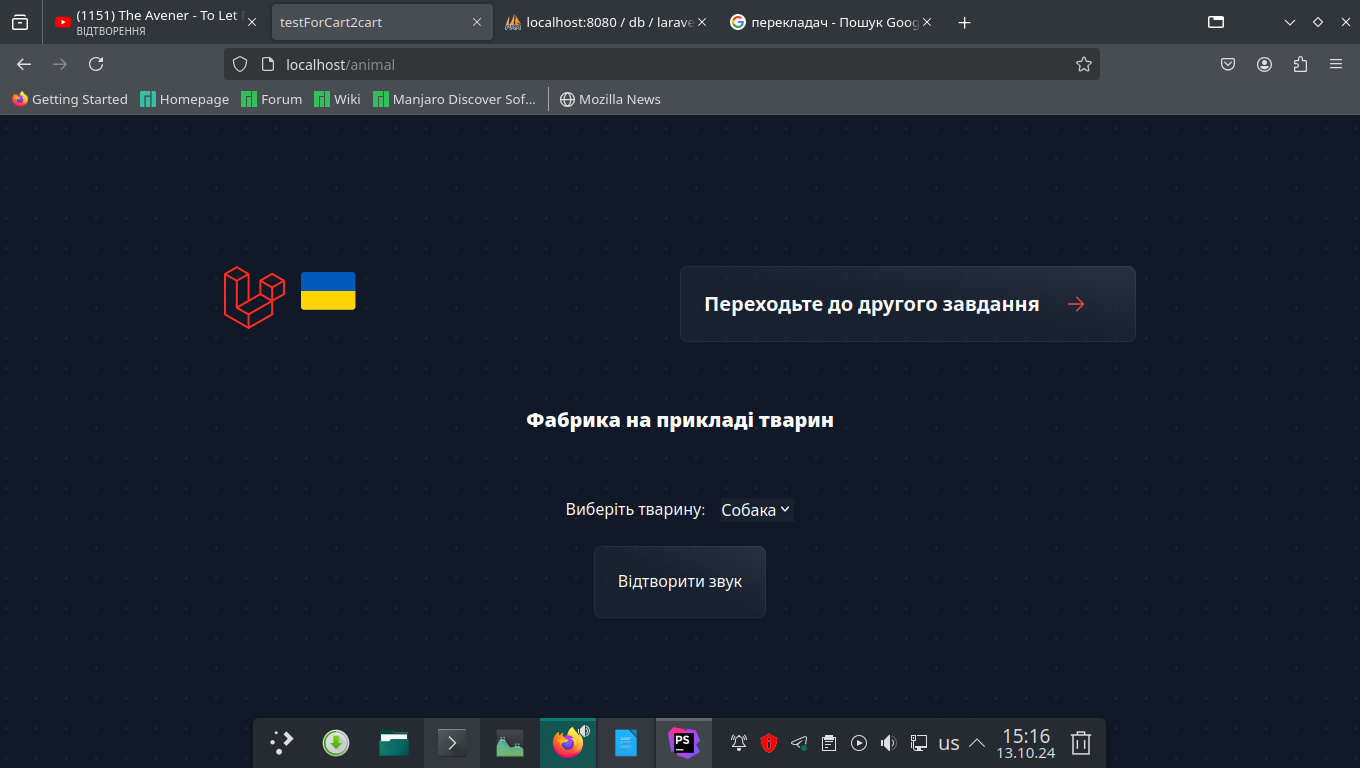 (1151) The Avener - To Let
ВІДТВОРЕННЯ
testForCart2cart
localhost:8080 / db / larave
перекладач - Пошук Goog
localhost/animal
Getting Started
Homepage
Forum
Wiki
Manjaro Discover Sof...
Mozilla News
Переходьте до другого завдання
Фабрика на прикладі тварин
Виберіть тварину: Собака
Відтворити звук
PS
us
15:16
13.10.24